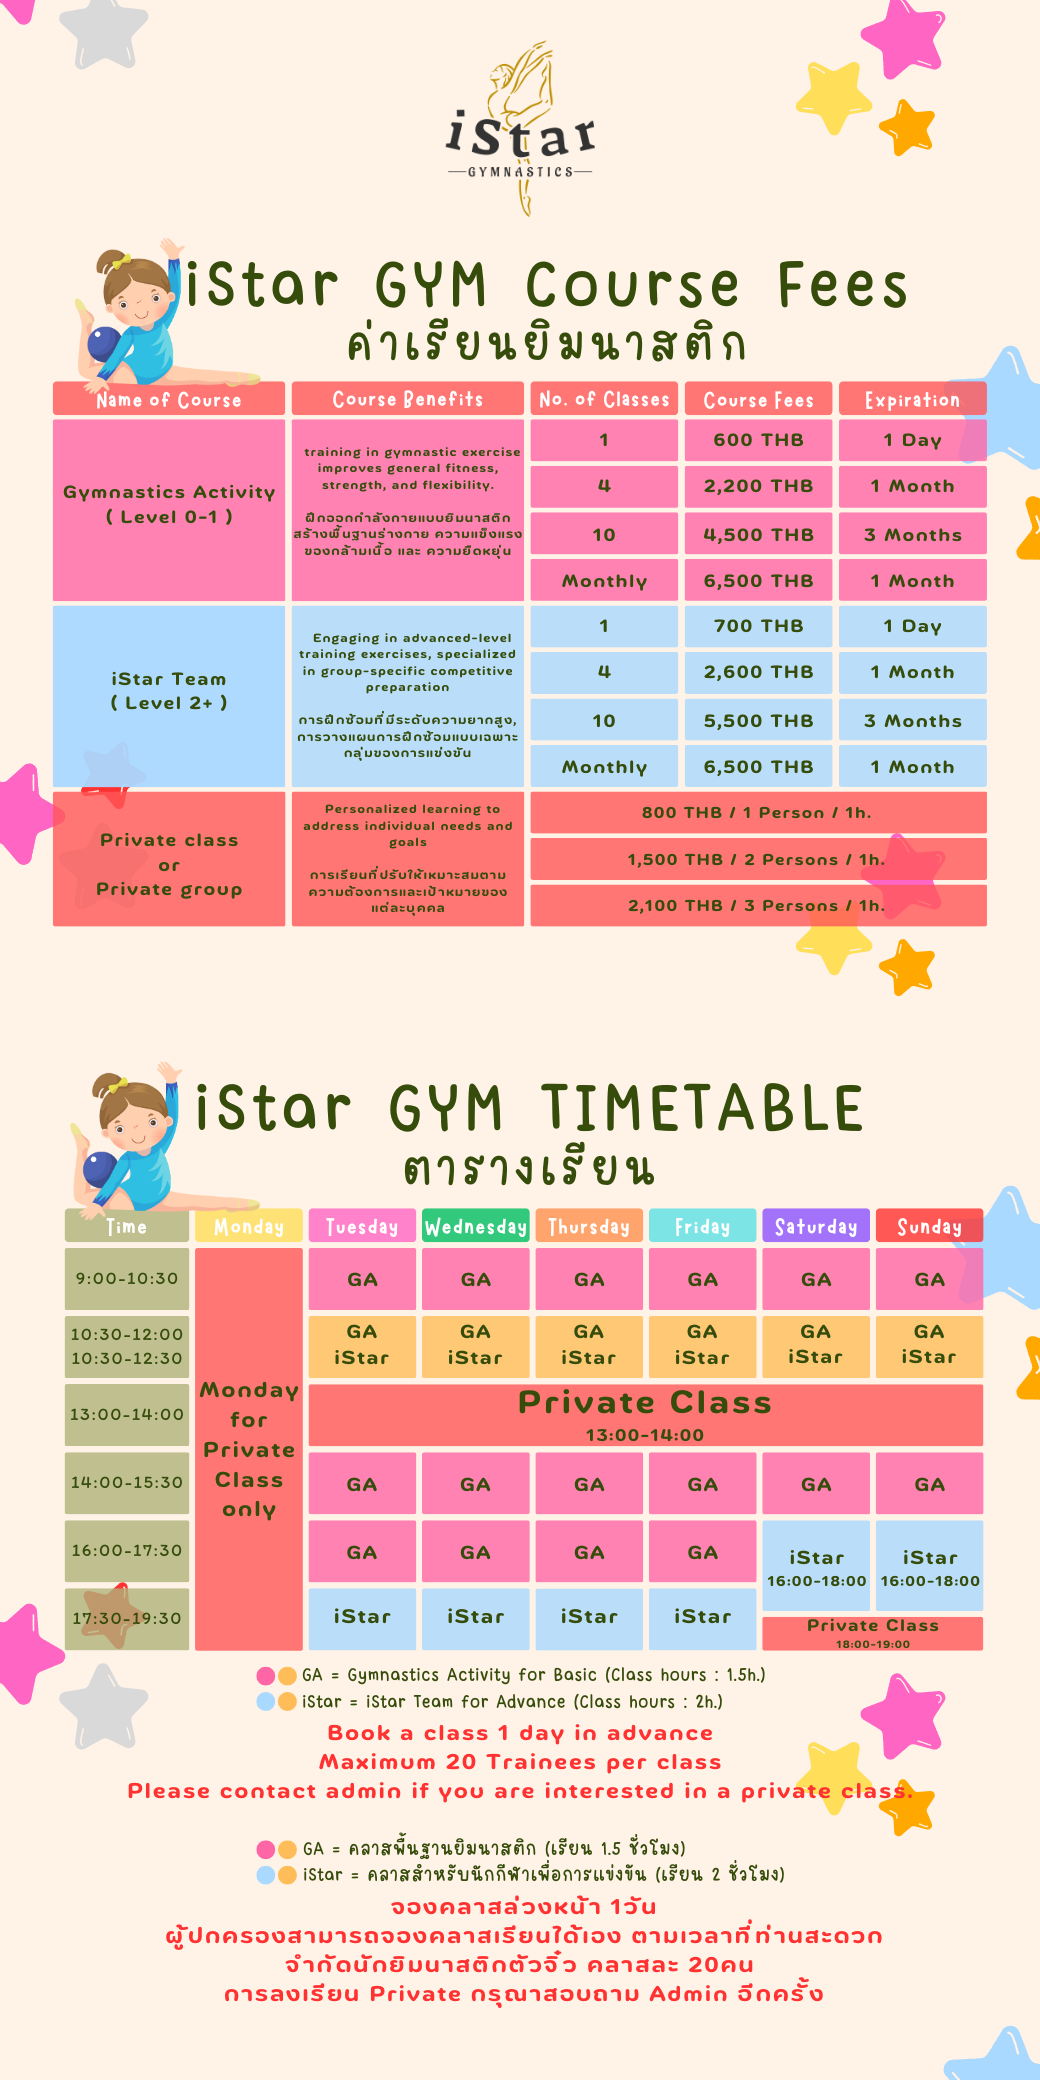 iStar
GYMNASTICS
iStar GYM Course Fees
ค่าเรียนยิมนาสติก
Name of Course
Course Benefits
No. of Classes
Course Fees
Expiration
Gymnastics Activity
( Level 0-1 )
training in gymnastic exercise
improves general fitness,
strength, and flexibility.
ฝึกออกกำลังกายแบบยิมนาสติก
สร้างพื้นฐานร่างกาย ความแข็งแรง
ของกล้ามเนื้อ และ ความยืดหยุ่น
1
600 THB
1 Day
4
2,200 THB
1 Month
10
4,500 THB
3 Months
Monthly
6,500 THB
1 Month
iStar Team
( Level 2+ )
Engaging in advanced-level
training exercises, specialized
in group-specific competitive
preparation
การฝึกซ้อมที่มีระดับความยากสูง,
การวางแผนการฝึกซ้อมแบบเฉพาะ
กลุ่มของการแข่งขัน
1
700 THB
1 Day
4
2,600 THB
1 Month
10
5,500 THB
3 Months
Monthly
6,500 THB
1 Month
Private class
or
Private group
Personalized learning to
address individual needs and
goals
การเรียนที่ปรับให้เหมาะสมตาม
ความต้องการและเป้าหมายของ
แต่ละบุคคล
800 THB / 1 Person / 1h.
1,500 THB / 2 Persons / 1h.
2,100 THB / 3 Persons / 1h.
iStar GYM TIMETABLE
ตารางเรียน
Time
Monday
Tuesday
Wednesday
Thursday
Friday
Saturday
Sunday
9:00-10:30
GA
GA
GA
GA
GA
GA
10:30-12:00
10:30-12:30
GA
iStar
GA
iStar
GA
iStar
GA
iStar
GA
iStar
GA
iStar
Monday
for
Private
Class
only
13:00-14:00
Private Class
13:00-14:00
14:00-15:30
GA
GA
GA
GA
GA
GA
16:00-17:30
GA
GA
GA
GA
iStar
16:00-18:00
iStar
16:00-18:00
17:30-19:30
iStar
iStar
iStar
iStar
Private Class
18:00-19:00
GA = Gymnastics Activity for Basic (Class hours : 1.5h.)
iStar = iStar Team for Advance (Class hours : 2h.)
Book a class 1 day in advance
Maximum 20 Trainees per class
Please contact admin if you are interested in a private class.
GA = คลาสพื้นฐานยิมนาสติก (เรียน 1.5 ชั่วโมง)
iStar = คลาสสำหรับนักกีฬาเพื่อการแข่งขัน (เรียน 2 ชั่วโมง)
จองคลาสล่วงหน้า 1วัน
ผู้ปกครองสามารถจองคลาสเรียนได้เอง ตามเวลาที่ท่านสะดวก
จำกัดนักยิมนาสติกตัวจิ๋ว คลาสละ 20คน
การลงเรียน Private กรุณาสอบถาม Admin อีกครั้ง